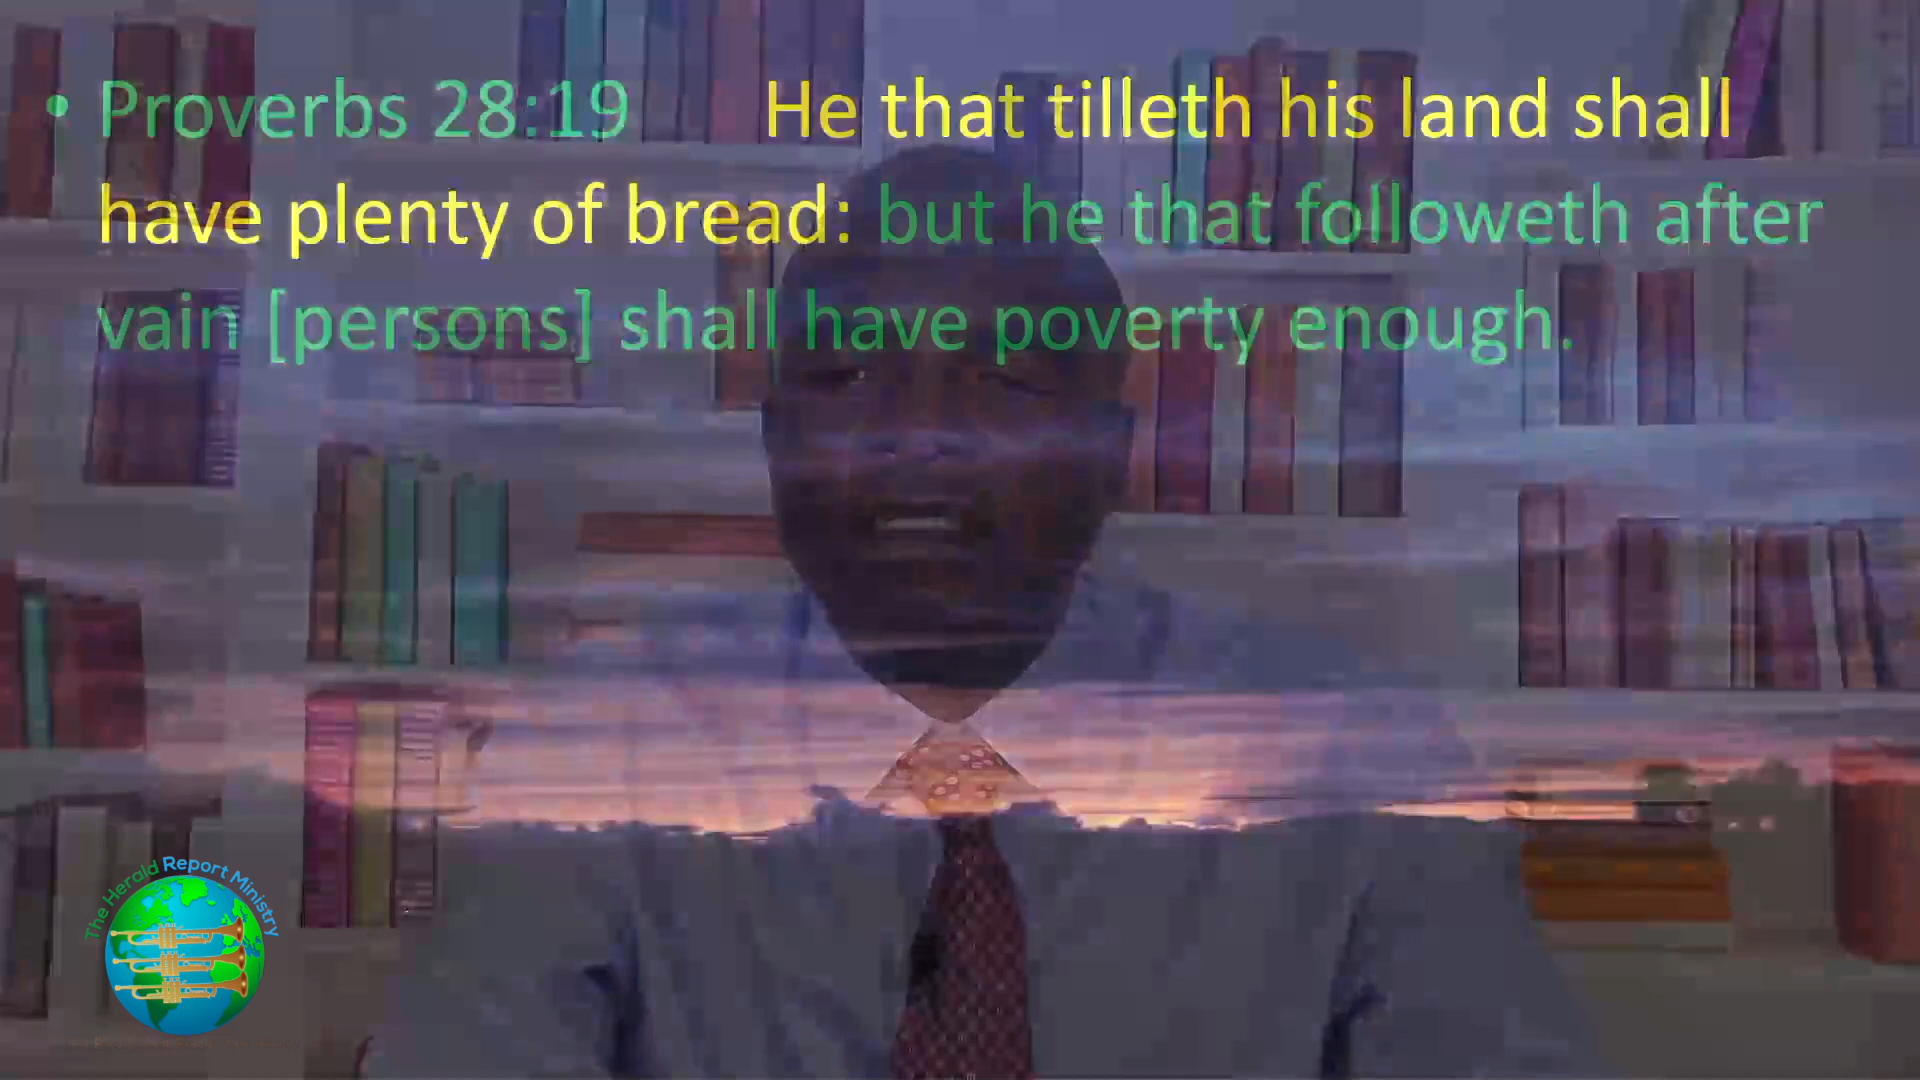 • Proverbs 28:19 He that tilleth his land shall
have plenty of bread: but he that followeth after
vain [persons] shall have poverty enough.
The Herald Report Ministry